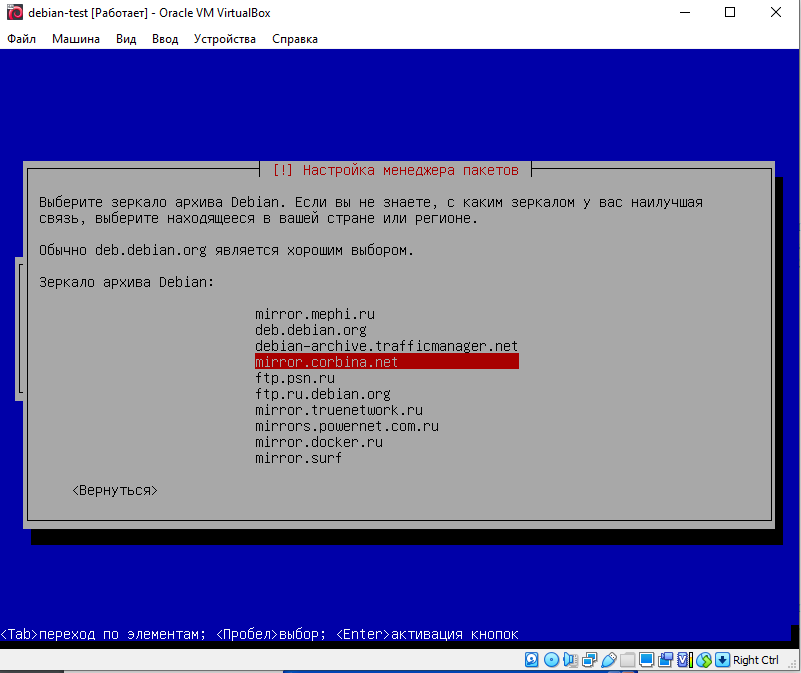 debian-test [Работает] - Oracle VM VirtualBox
Файл Машина Вид Ввод Устройства Справка
[!] Настройка менеджера пакетов
Выберите зеркало архива Debian. Если вы не знаете, с каким зеркалом у вас наилучшая
связь, выберите находящееся в вашей стране или регионе.
Обычно deb.debian.org является хорошим выбором.
Зеркало архива Debian:
mirror.mephi.ru
deb.debian.org
debian-archive.trafficmanager.net
mirror.corbina.net
ftp.psn.ru
ftp.ru.debian.org
mirror.truenetwork.ru
mirrors.powernet.com.ru
mirror.docker.ru
mirror.surf
<Вернуться>
<Tab>переход по элементам; <Пробел>выбор; <Enter>активация кнопок
Right Ctrl